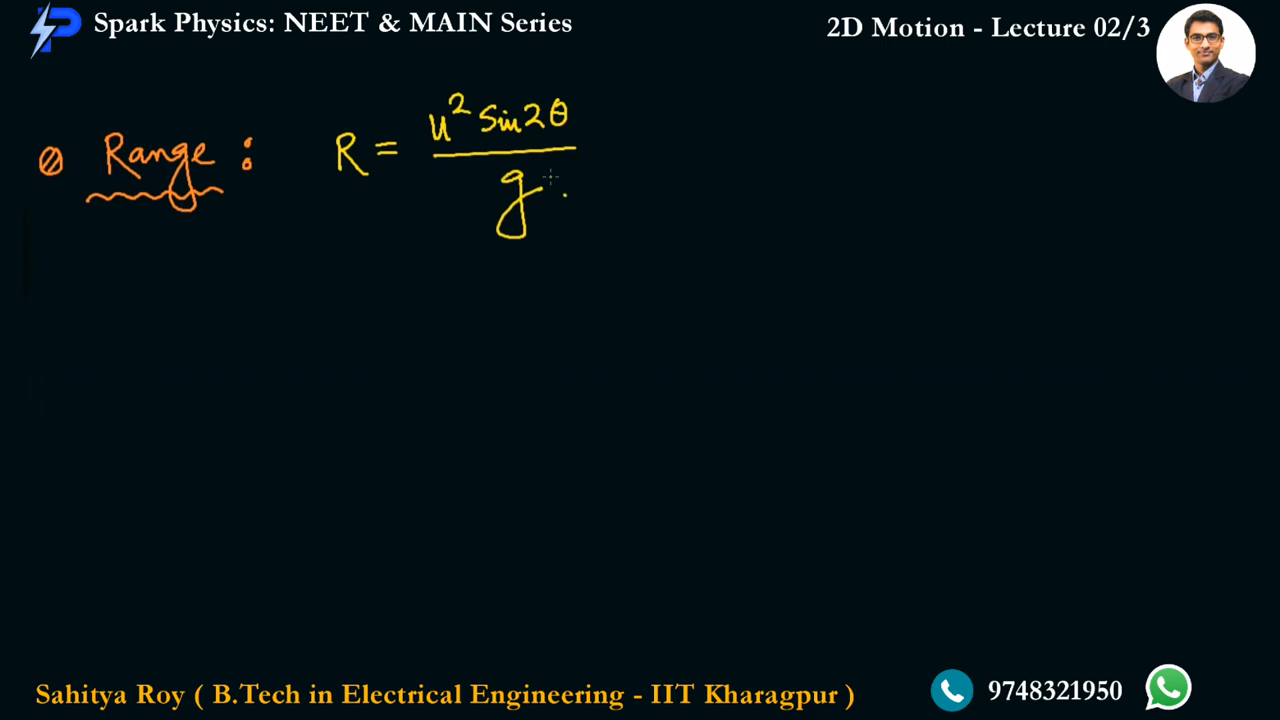 Spark Physics: NEET & MAIN Series
2D Motion - Lecture 02/3
Range : R = u² Sin2θ / g .
Sahitya Roy ( B.Tech in Electrical Engineering - IIT Kharagpur )
9748321950